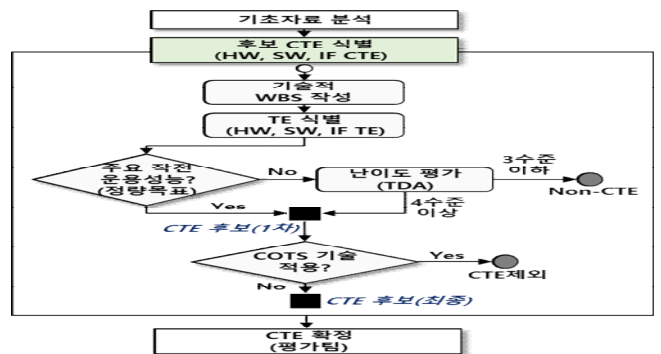 기초자료 분석
후보 CTE 식별
(HW, SW, IF CTE)
기술적
WBS 작성
TE 식별
(HW, SW, IF TE)
주요 작전
운용성능?
(정량목표)
No
난이도 평가
(TDA)
3수준
이하
Non-CTE
Yes
4수준
이상
CTE 후보(1차)
COTS 기술
적용?
Yes
CTE제외
No
CTE 후보(최종)
CTE 확정
(평가팀)